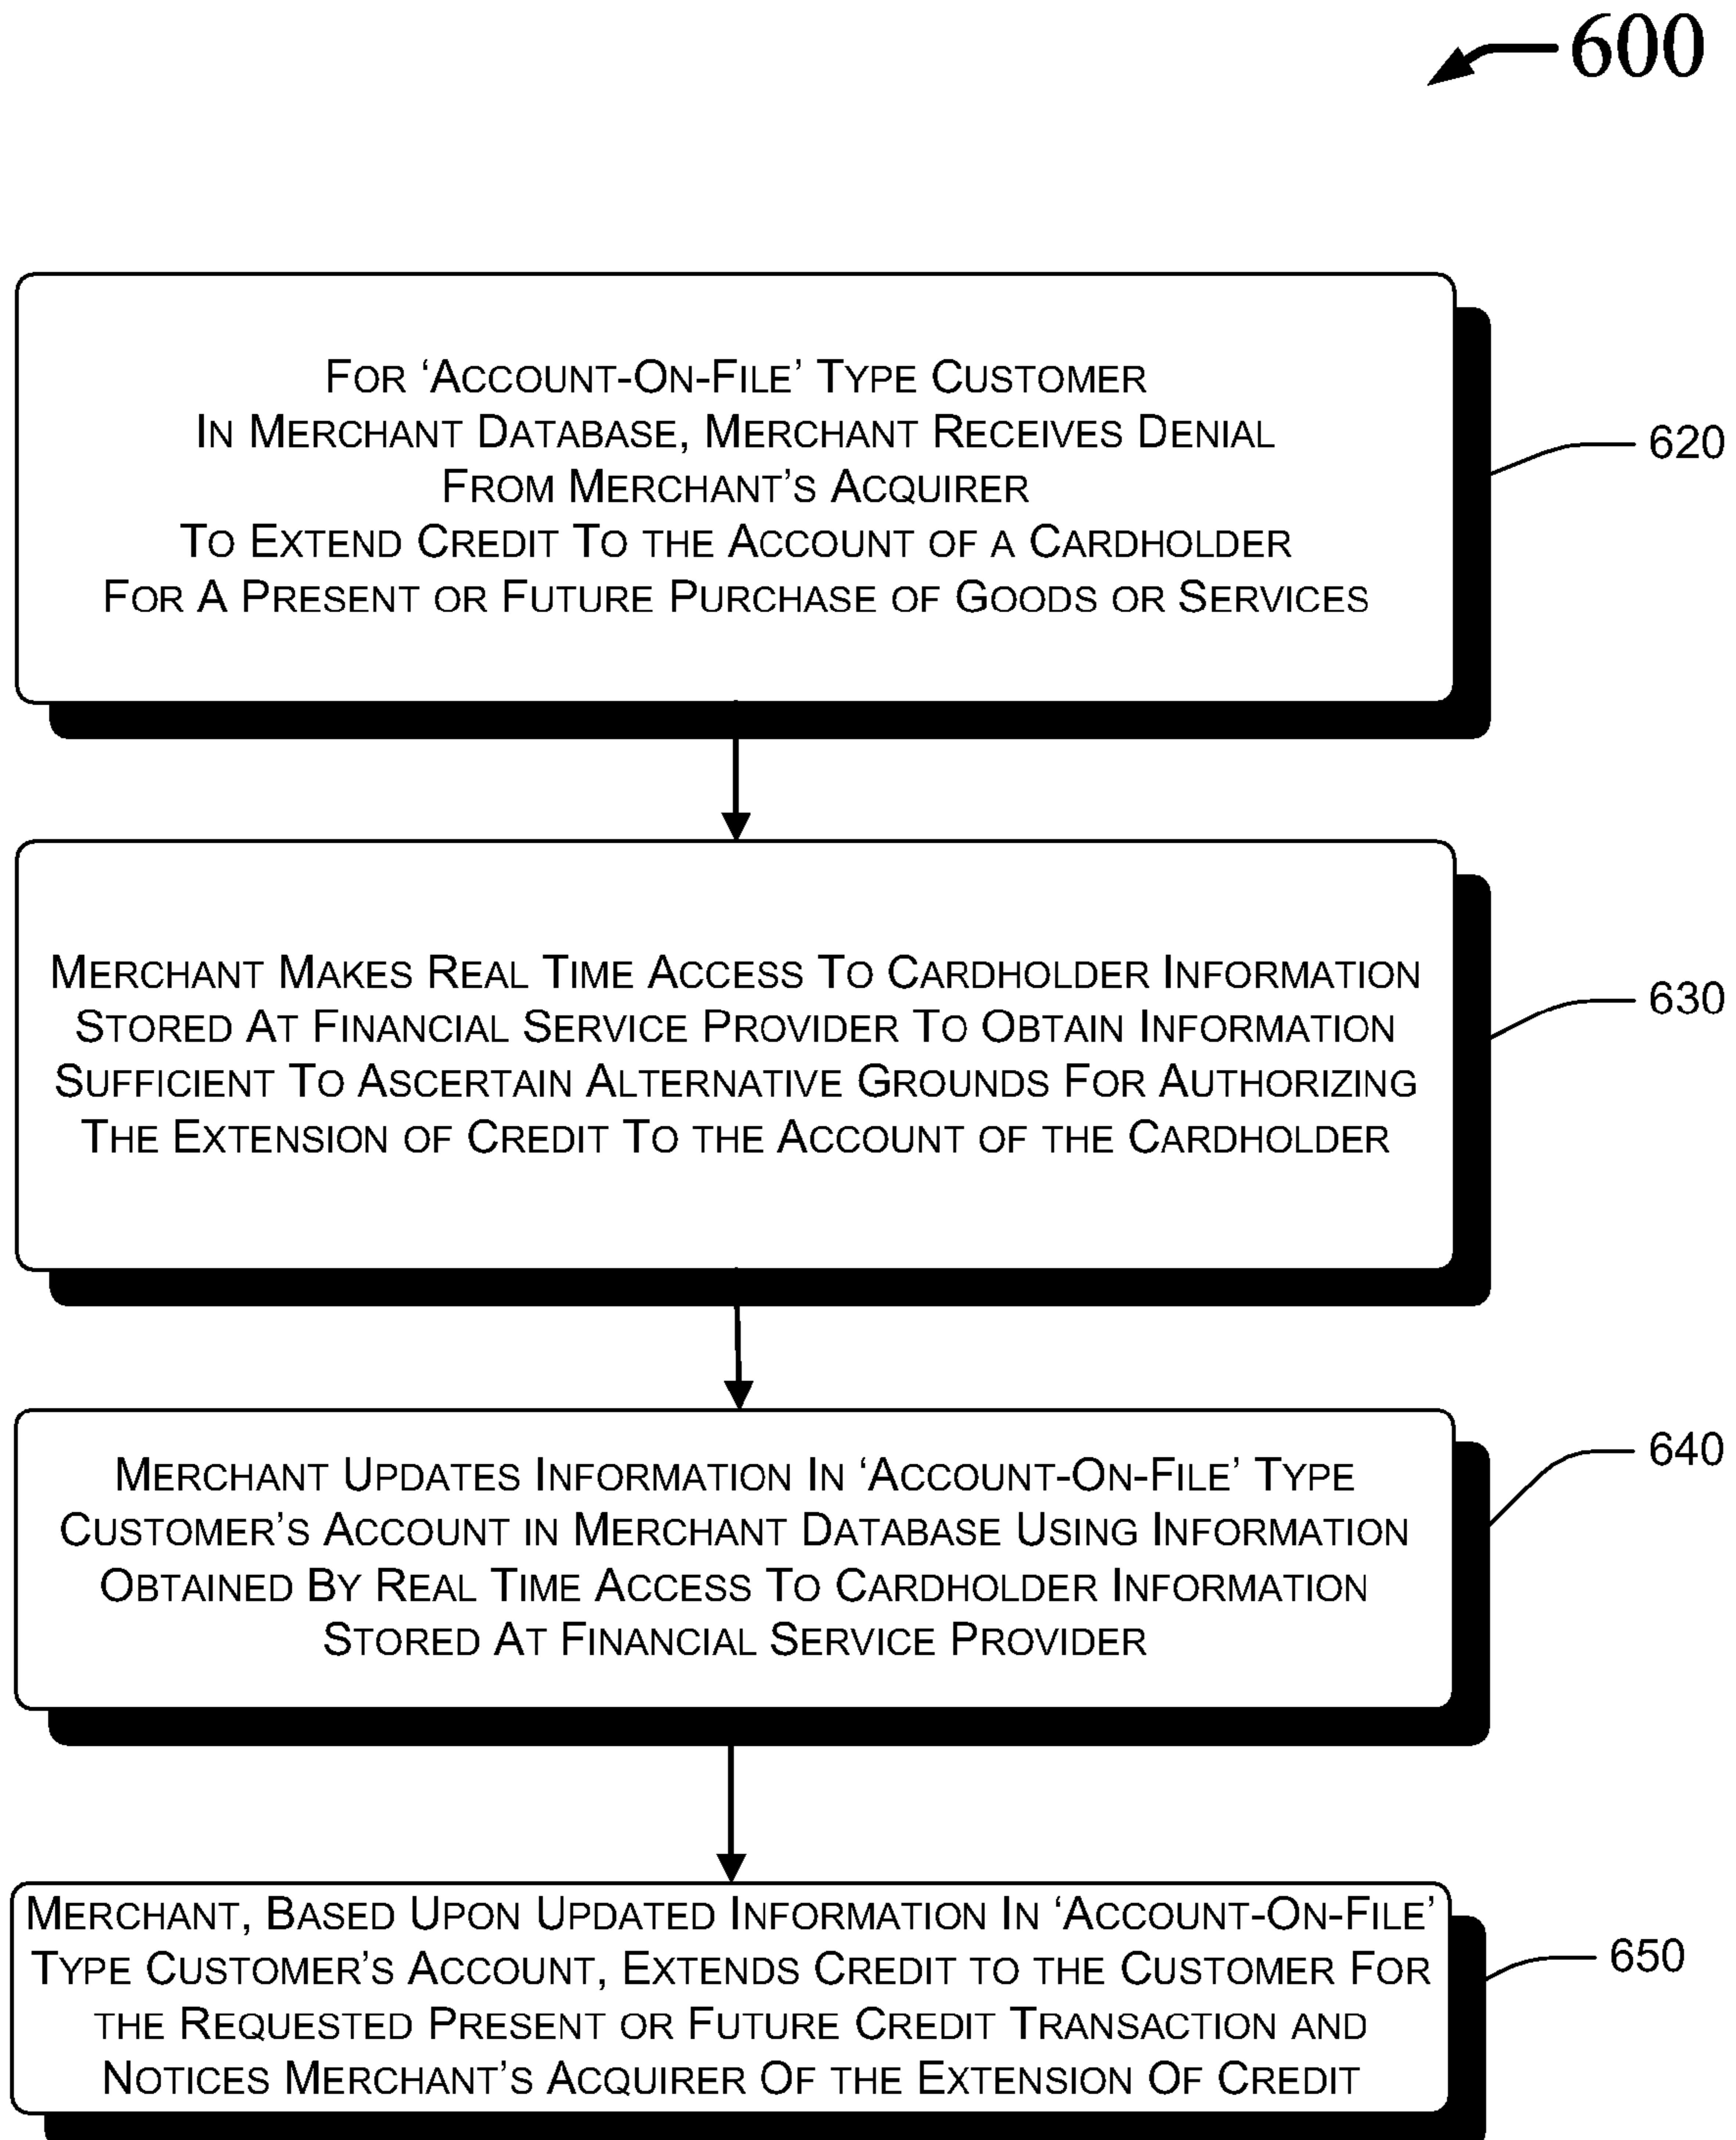 600
FOR ‘ACCOUNT-ON-FILE’ TYPE CUSTOMER
IN MERCHANT DATABASE, MERCHANT RECEIVES DENIAL
FROM MERCHANT’S ACQUIRER
TO EXTEND CREDIT TO THE ACCOUNT OF A CARDHOLDER
FOR A PRESENT OR FUTURE PURCHASE OF GOODS OR SERVICES
620
MERCHANT MAKES REAL TIME ACCESS TO CARDHOLDER INFORMATION
STORED AT FINANCIAL SERVICE PROVIDER TO OBTAIN INFORMATION
SUFFICIENT TO ASCERTAIN ALTERNATIVE GROUNDS FOR AUTHORIZING
THE EXTENSION OF CREDIT TO THE ACCOUNT OF THE CARDHOLDER
630
MERCHANT UPDATES INFORMATION IN ‘ACCOUNT-ON-FILE’ TYPE
CUSTOMER’S ACCOUNT IN MERCHANT DATABASE USING INFORMATION
OBTAINED BY REAL TIME ACCESS TO CARDHOLDER INFORMATION
STORED AT FINANCIAL SERVICE PROVIDER
640
MERCHANT, BASED UPON UPDATED INFORMATION IN ‘ACCOUNT-ON-FILE’
TYPE CUSTOMER’S ACCOUNT, EXTENDS CREDIT TO THE CUSTOMER FOR
THE REQUESTED PRESENT OR FUTURE CREDIT TRANSACTION AND
NOTICES MERCHANT’S ACQUIRER OF THE EXTENSION OF CREDIT
650